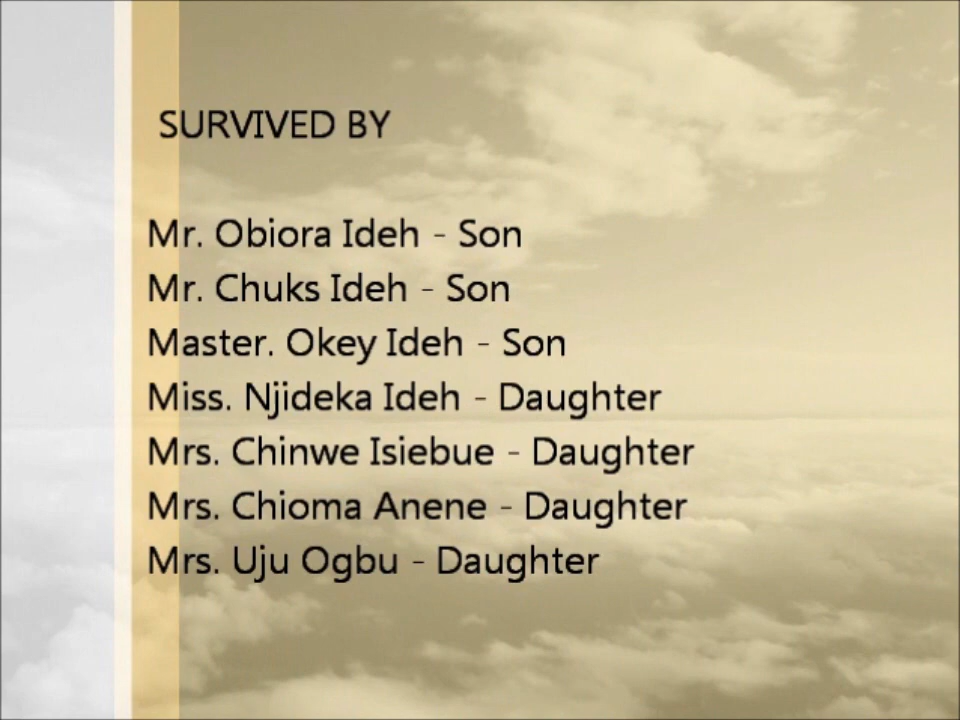 SURVIVED BY
Mr. Obiora Ideh - Son
Mr. Chuks Ideh - Son
Master. Okey Ideh - Son
Miss. Njideka Ideh - Daughter
Mrs. Chinwe Isiebue - Daughter
Mrs. Chioma Anene - Daughter
Mrs. Uju Ogbu - Daughter